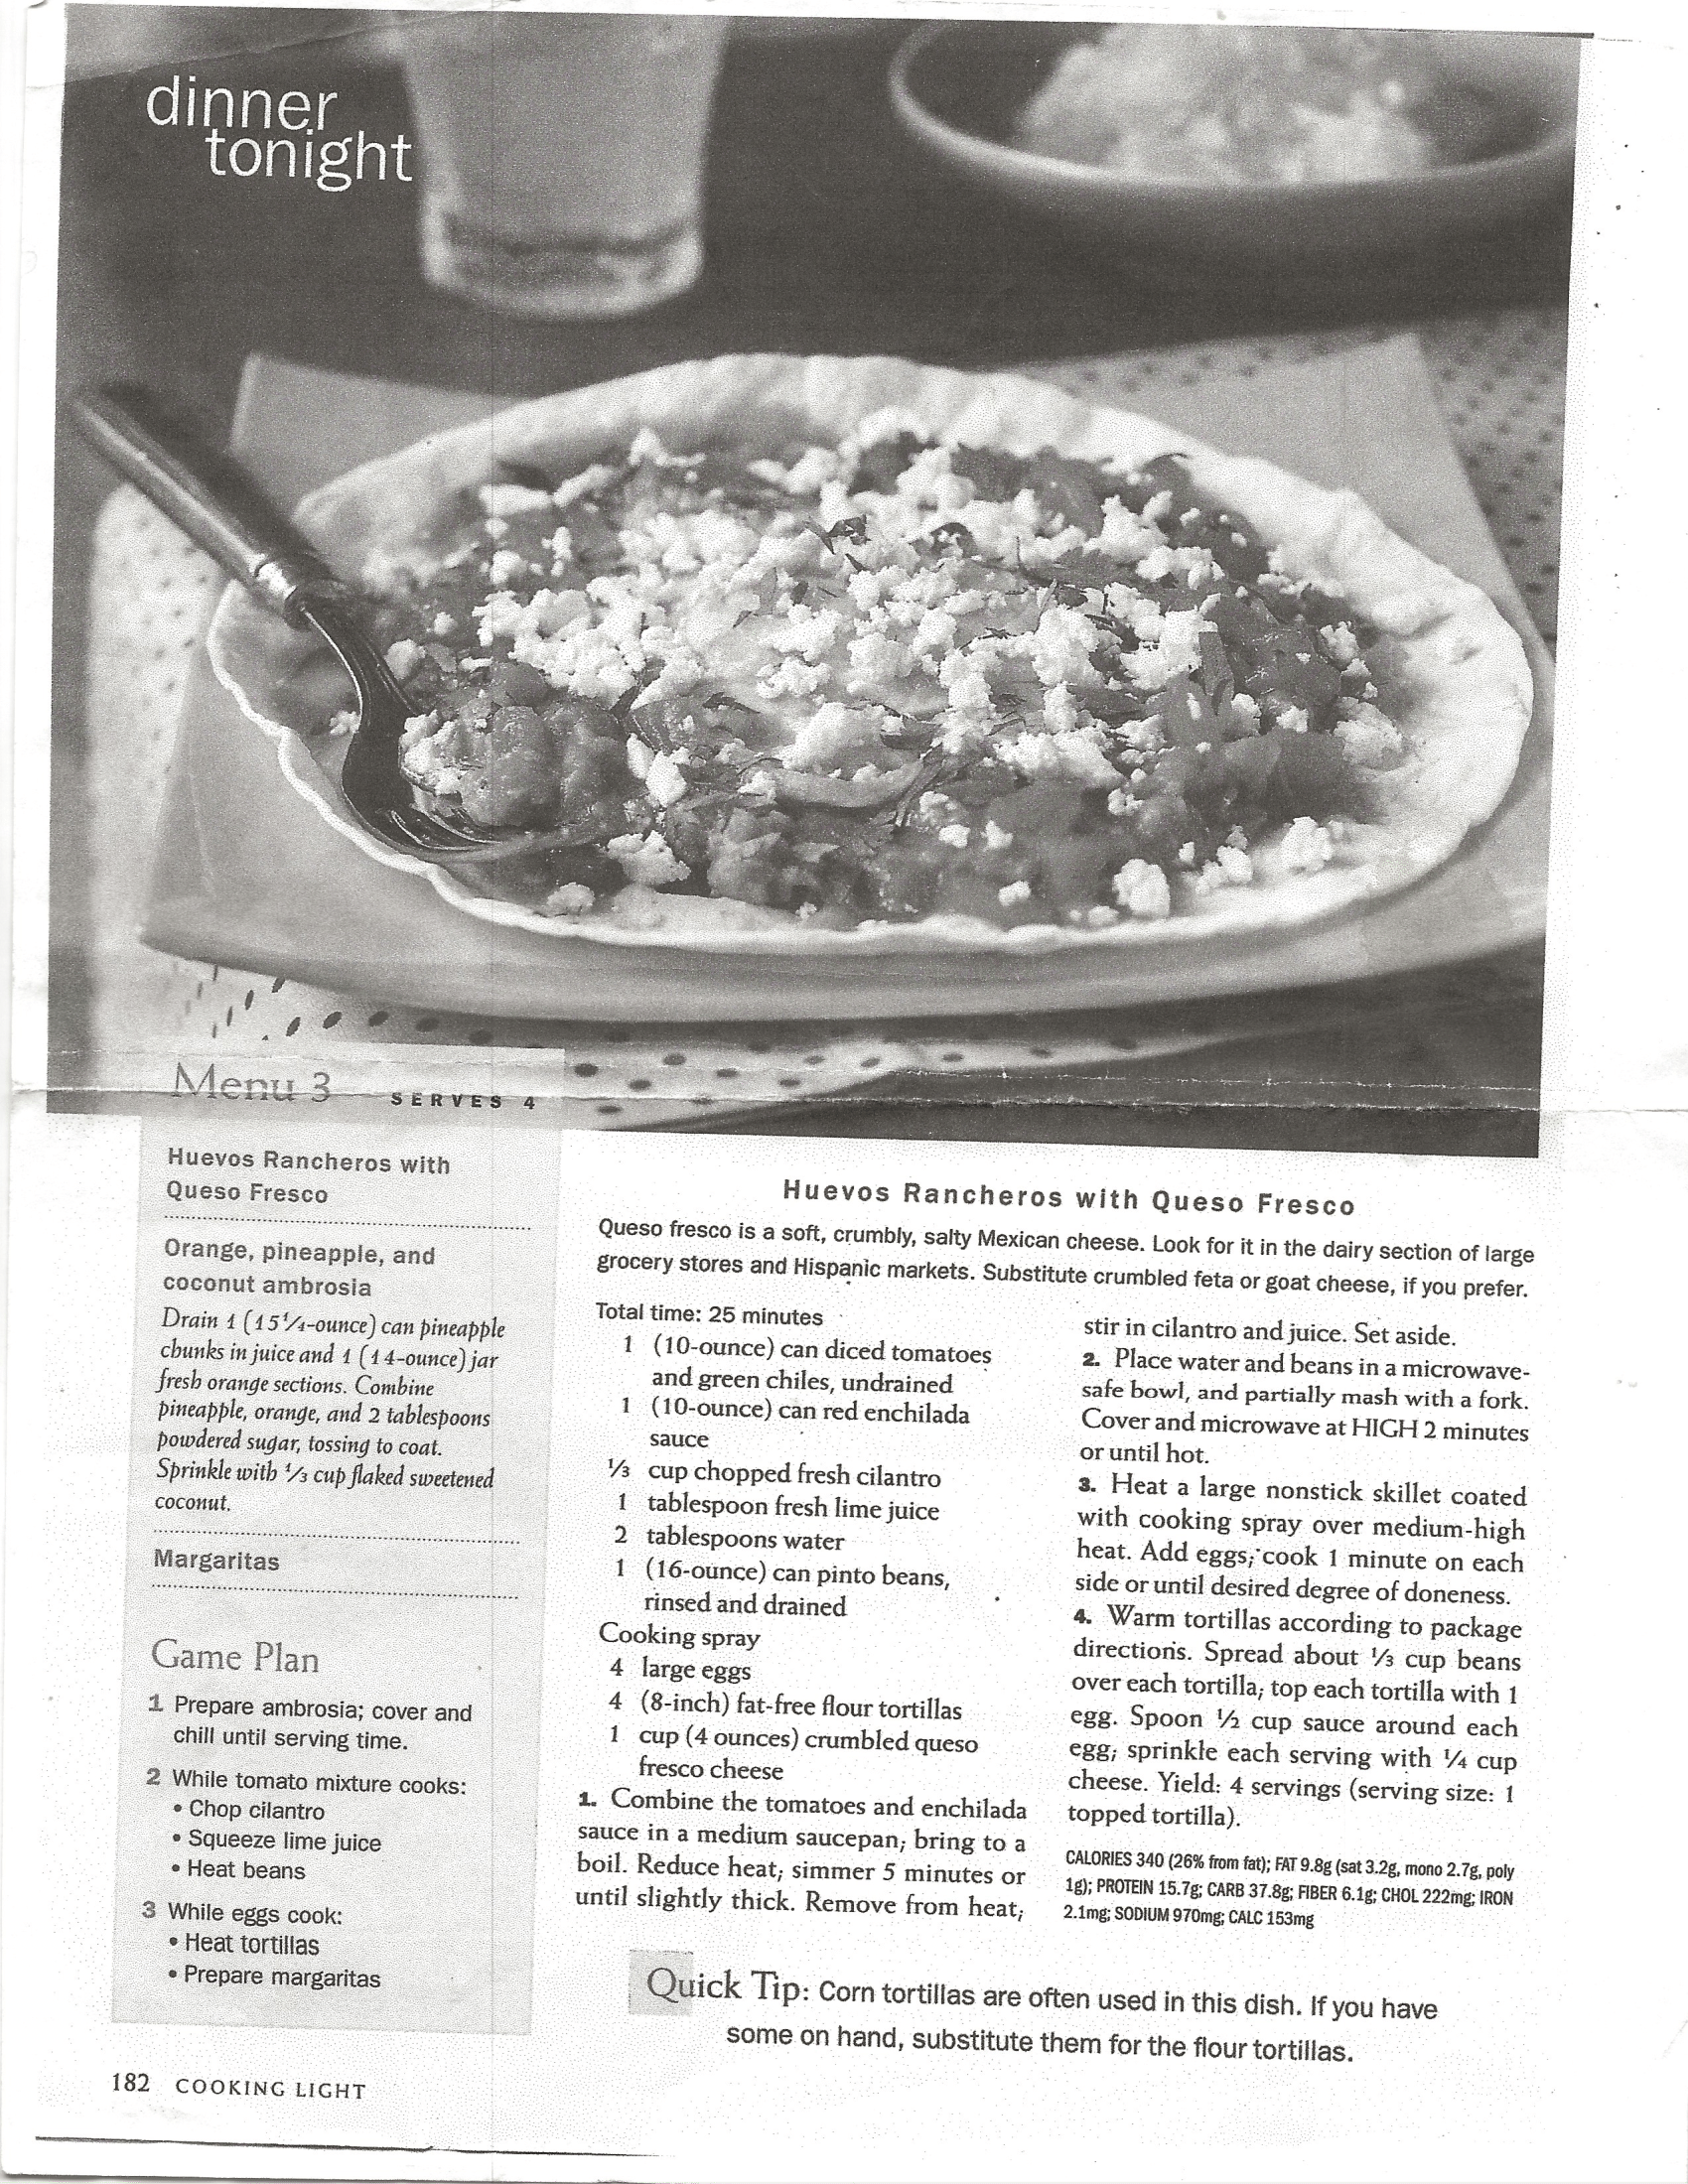 dinner
tonight
Menu 3 SERVES 4
Huevos Rancheros with
Queso Fresco
Orange, pineapple, and
coconut ambrosia
Drain 1 (15¼-ounce) can pineapple
chunks in juice and 1 (14-ounce) jar
fresh orange sections. Combine
pineapple, orange, and 2 tablespoons
powdered sugar, tossing to coat.
Sprinkle with ⅓ cup flaked sweetened
coconut.
Margaritas
Game Plan
1 Prepare ambrosia; cover and
chill until serving time.
2 While tomato mixture cooks:
• Chop cilantro
• Squeeze lime juice
• Heat beans
3 While eggs cook:
• Heat tortillas
• Prepare margaritas
Huevos Rancheros with Queso Fresco
Queso fresco is a soft, crumbly, salty Mexican cheese. Look for it in the dairy section of large
grocery stores and Hispanic markets. Substitute crumbled feta or goat cheese, if you prefer.
Total time: 25 minutes
1 (10-ounce) can diced tomatoes
and green chiles, undrained
1 (10-ounce) can red enchilada
sauce
⅓ cup chopped fresh cilantro
1 tablespoon fresh lime juice
2 tablespoons water
1 (16-ounce) can pinto beans,
rinsed and drained
Cooking spray
4 large eggs
4 (8-inch) fat-free flour tortillas
1 cup (4 ounces) crumbled queso
fresco cheese
1. Combine the tomatoes and enchilada
sauce in a medium saucepan; bring to a
boil. Reduce heat; simmer 5 minutes or
until slightly thick. Remove from heat;
stir in cilantro and juice. Set aside.
2. Place water and beans in a microwave-
safe bowl, and partially mash with a fork.
Cover and microwave at HIGH 2 minutes
or until hot.
3. Heat a large nonstick skillet coated
with cooking spray over medium-high
heat. Add eggs; cook 1 minute on each
side or until desired degree of doneness.
4. Warm tortillas according to package
directions. Spread about ⅓ cup beans
over each tortilla; top each tortilla with 1
egg. Spoon ½ cup sauce around each
egg; sprinkle each serving with ¼ cup
cheese. Yield: 4 servings (serving size: 1
topped tortilla).
CALORIES 340 (26% from fat); FAT 9.8g (sat 3.2g, mono 2.7g, poly
1g); PROTEIN 15.7g; CARB 37.8g; FIBER 6.1g; CHOL 222mg; IRON
2.1mg; SODIUM 970mg; CALC 153mg
Quick Tip: Corn tortillas are often used in this dish. If you have
some on hand, substitute them for the flour tortillas.
182 COOKING LIGHT